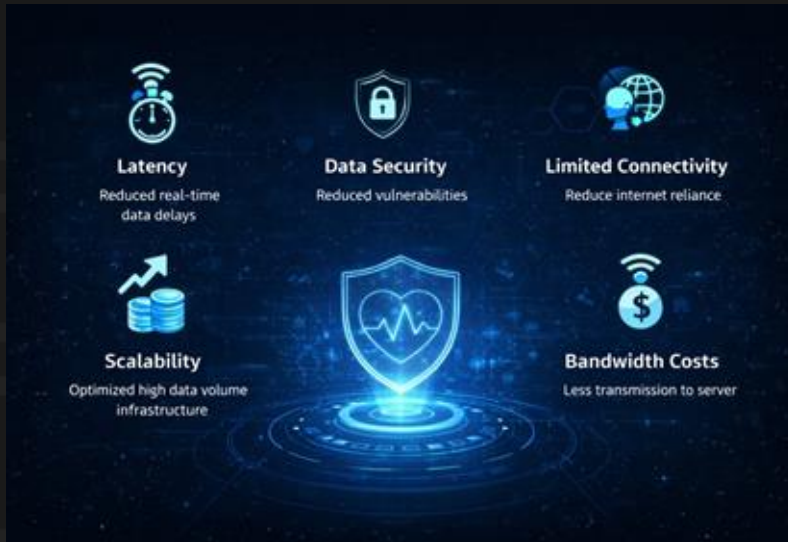 Latency
Reduced real-time
data delays
Data Security
Reduced vulnerabilities
Limited Connectivity
Reduce internet reliance
Scalability
Optimized high data volume
infrastructure
$
Bandwidth Costs
Less transmission to server